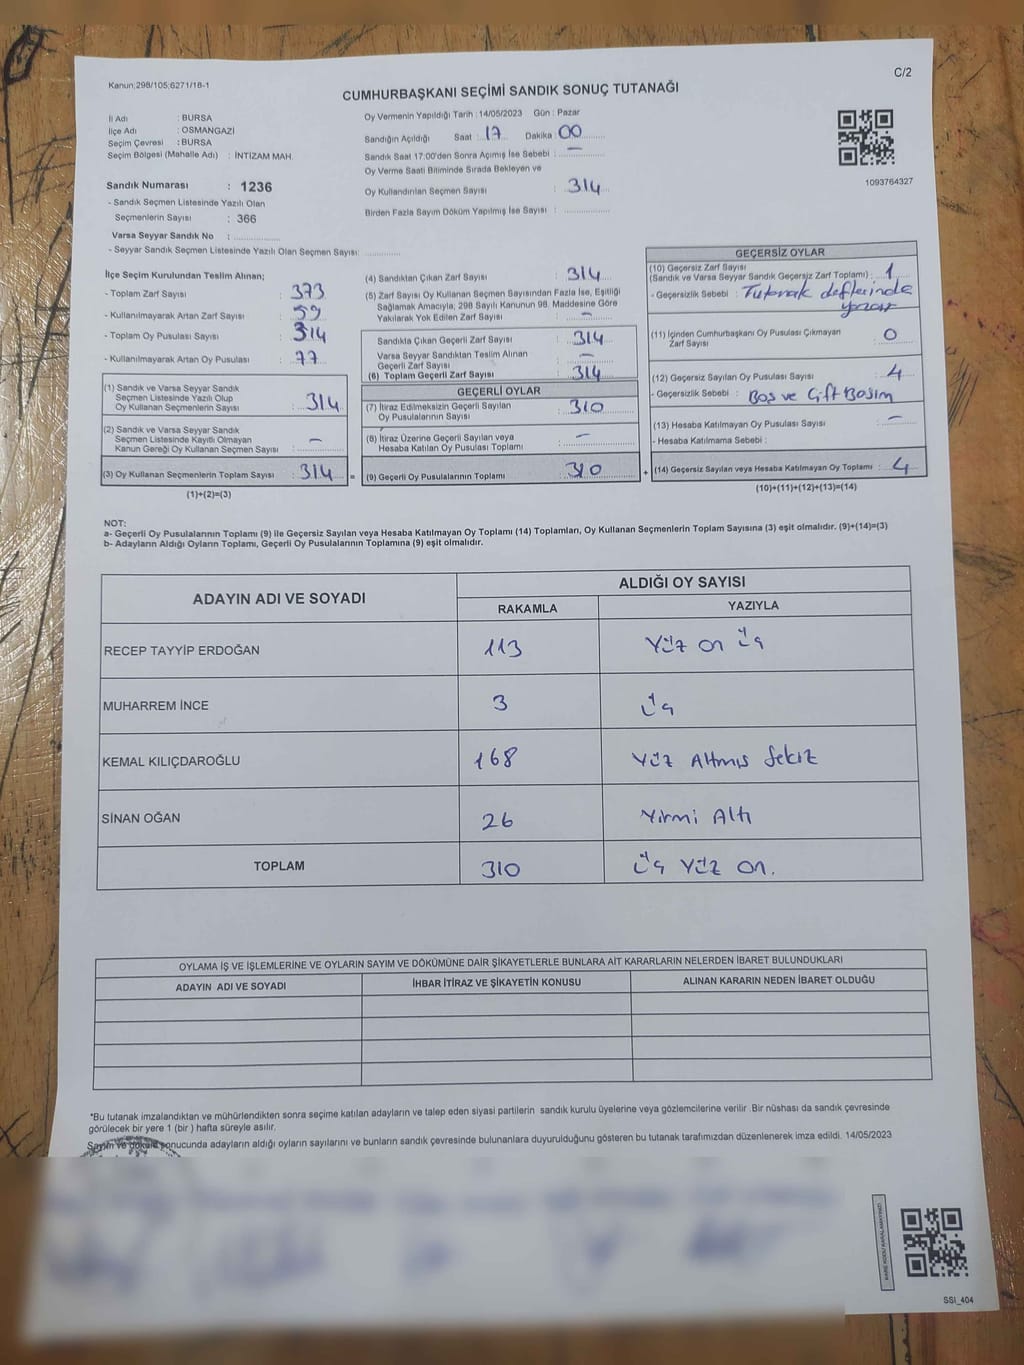 Kanun;298/105;6271/18-1
C/2
CUMHURBAŞKANI SEÇİMİ SANDIK SONUÇ TUTANAĞI
İl Adı : BURSA
İlçe Adı : OSMANGAZİ
Seçim Çevresi : BURSA
Seçim Bölgesi (Mahalle Adı) : İNTİZAM MAH.
Sandık Numarası : 1236
- Sandık Seçmen Listesinde Yazılı Olan
Seçmenlerin Sayısı : 366
Varsa Seyyar Sandık No :
- Seyyar Sandık Seçmen Listesinde Yazılı Olan Seçmen Sayısı:
Oy Vermenin Yapıldığı Tarih :14/05/2023 Gün : Pazar
Sandığın Açıldığı Saat : 17 Dakika 00
Sandık Saat 17:00'den Sonra Açımış İse Sebebi : —
Oy Verme Saati Bitiminde Sırada Bekleyen ve
Oy Kullandırılan Seçmen Sayısı : 314
Birden Fazla Sayım Döküm Yapılmış İse Sayısı :
1093764327
İlçe Seçim Kurulundan Teslim Alınan;
- Toplam Zarf Sayısı : 373
- Kullanılmayarak Artan Zarf Sayısı : 59
- Toplam Oy Pusulası Sayısı : 314
- Kullanılmayarak Artan Oy Pusulası : 77
(1) Sandık ve Varsa Seyyar Sandık
Seçmen Listesinde Yazılı Olup
Oy Kullanan Seçmenlerin Sayısı : 314
(2) Sandık ve Varsa Seyyar Sandık
Seçmen Listesinde Kayıtlı Olmayan
Kanun Gereği Oy Kullanan Seçmen Sayısı : —
(3) Oy Kullanan Seçmenlerin Toplam Sayısı : 314 =
(1)+(2)=(3)
(4) Sandıktan Çıkan Zarf Sayısı : 314
(5) Zarf Sayısı Oy Kullanan Seçmen Sayısından Fazla İse, Eşitliği
Sağlamak Amacıyla, 298 Sayılı Kanunun 98. Maddesine Göre
Yakılarak Yok Edilen Zarf Sayısı : —
Sandıkla Çıkan Geçerli Zarf Sayısı : 314
Varsa Seyyar Sandıktan Teslim Alınan
Geçerli Zarf Sayısı : —
(6) Toplam Geçerli Zarf Sayısı : 314
GEÇERLİ OYLAR
(7) İtiraz Edilmeksizin Geçerli Sayılan
Oy Pusulalarının Sayısı : 310
(8) İtiraz Üzerine Geçerli Sayılan veya
Hesaba Katılan Oy Pusulası Toplamı : —
(9) Geçerli Oy Pusulalarının Toplamı : 310 +
GEÇERSİZ OYLAR
(10) Geçersiz Zarf Sayısı
(Sandık ve Varsa Seyyar Sandık Geçersiz Zarf Toplamı) : 1
- Geçersizlik Sebebi : Tutanak defterinde
yazar
(11) İçinden Cumhurbaşkanı Oy Pusulası Çıkmayan
Zarf Sayısı : 0
(12) Geçersiz Sayılan Oy Pusulası Sayısı : 4
- Geçersizlik Sebebi : Boş ve Çift Basım
(13) Hesaba Katılmayan Oy Pusulası Sayısı : —
- Hesaba Katılmama Sebebi :
(14) Geçersiz Sayılan veya Hesaba Katılmayan Oy Toplamı : 4
(10)+(11)+(12)+(13)=(14)
NOT:
a- Geçerli Oy Pusulalarının Toplamı (9) ile Geçersiz Sayılan veya Hesaba Katılmayan Oy Toplamı (14) Toplamları, Oy Kullanan Seçmenlerin Toplam Sayısına (3) eşit olmalıdır. (9)+(14)=(3)
b- Adayların Aldığı Oyların Toplamı, Geçerli Oy Pusulalarının Toplamına (9) eşit olmalıdır.
ADAYIN ADI VE SOYADI
ALDIĞI OY SAYISI
RAKAMLA YAZIYLA
RECEP TAYYİP ERDOĞAN 113 Yüz on üç
MUHARREM İNCE 3 üç
KEMAL KILIÇDAROĞLU 168 Yüz Altmış Sekiz
SİNAN OĞAN 26 Yirmi Altı
TOPLAM 310 üç yüz on.
OYLAMA İŞ VE İŞLEMLERİNE VE OYLARIN SAYIM VE DÖKÜMÜNE DAİR ŞİKAYETLERLE BUNLARA AİT KARARLARIN NELERDEN İBARET BULUNDUKLARI
ADAYIN ADI VE SOYADI İHBAR İTİRAZ VE ŞİKAYETİN KONUSU ALINAN KARARIN NEDEN İBARET OLDUĞU
*Bu tutanak imzalandıktan ve mühürlendikten sonra seçime katılan adayların ve talep eden siyasi partilerin sandık kurulu üyelerine veya gözlemcilerine verilir .Bir nüshası da sandık çevresinde
görülecek bir yere 1 (bir ) hafta süreyle asılır.
Sayım ve döküm sonucunda adayların aldığı oyların sayılarını ve bunların sandık çevresinde bulunanlara duyurulduğunu gösteren bu tutanak tarafımızdan düzenlenerek imza edildi. 14/05/2023
KARE KODU KARALAMAYINIZ!
SSI_404